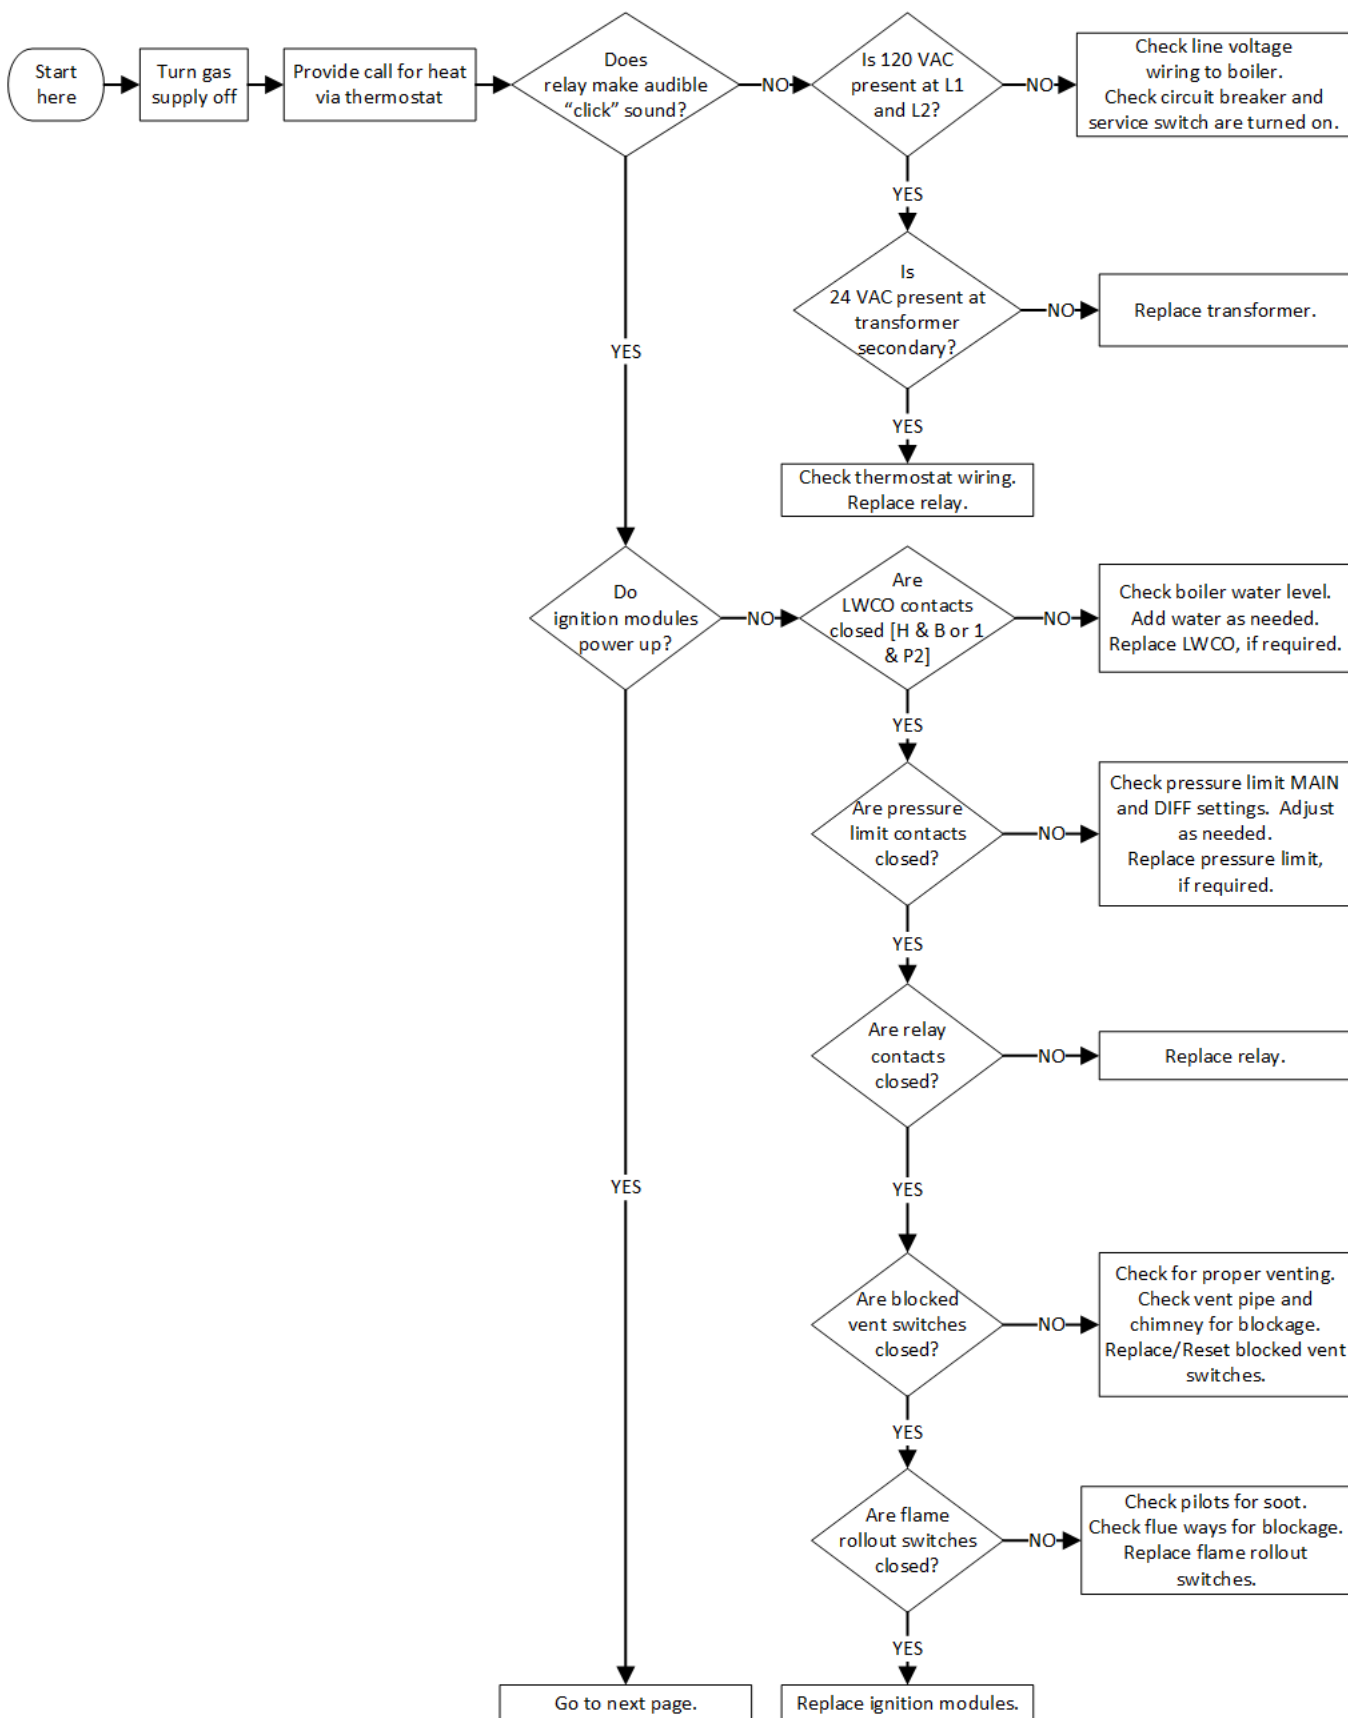 Start
here
Turn gas
supply off
Provide call for heat
via thermostat
Does
relay make audible
“click” sound?
NO
Is 120 VAC
present at L1
and L2?
NO
Check line voltage
wiring to boiler.
Check circuit breaker and
service switch are turned on.
YES
Is
24 VAC present at
transformer
secondary?
NO
Replace transformer.
YES
YES
Check thermostat wiring.
Replace relay.
Do
ignition modules
power up?
NO
Are
LWCO contacts
closed [H & B or 1
& P2]
NO
Check boiler water level.
Add water as needed.
Replace LWCO, if required.
YES
Are pressure
limit contacts
closed?
NO
Check pressure limit MAIN
and DIFF settings.  Adjust
as needed.
Replace pressure limit,
if required.
YES
Are relay
contacts
closed?
NO
Replace relay.
YES
YES
Are blocked
vent switches
closed?
NO
Check for proper venting.
Check vent pipe and
chimney for blockage.
Replace/Reset blocked vent
switches.
YES
Are flame
rollout switches
closed?
NO
Check pilots for soot.
Check flue ways for blockage.
Replace flame rollout
switches.
YES
Go to next page.
Replace ignition modules.